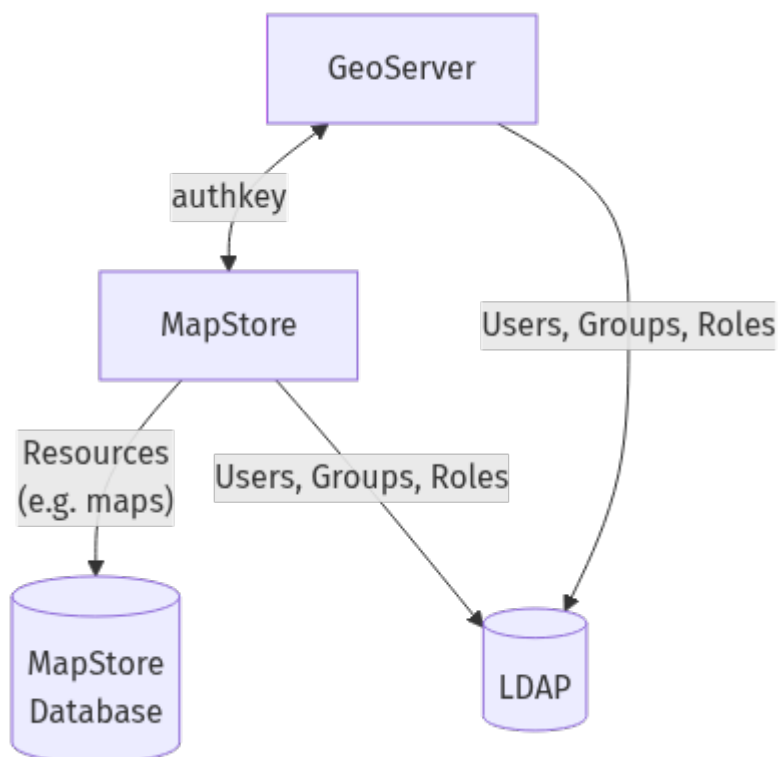 GeoServer
authkey
MapStore
Users, Groups, Roles
Resources
(e.g. maps)
Users, Groups, Roles
MapStore
Database
LDAP